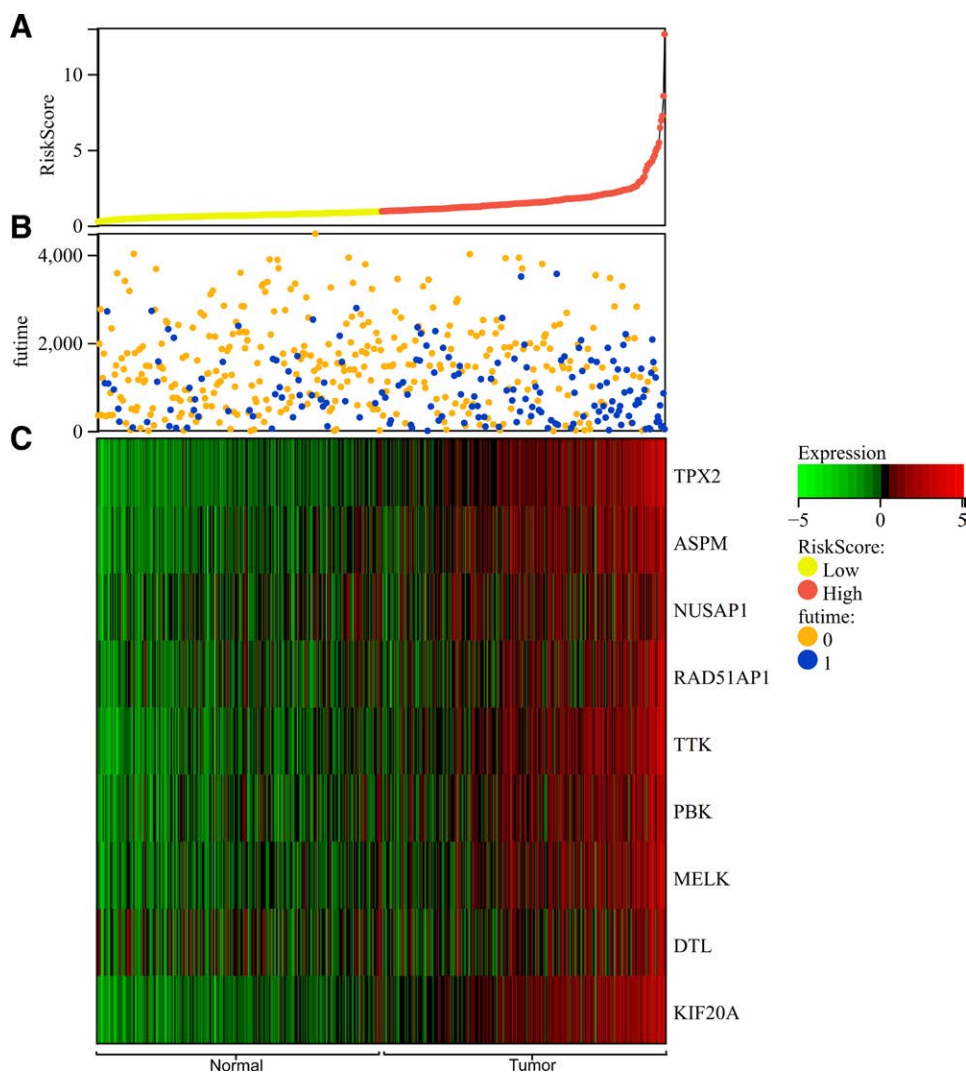 A
RiskScore
10
5
0
B
futime
4,000
2,000
0
C
TPX2
ASPM
NUSAP1
RAD51AP1
TTK
PBK
MELK
DTL
KIF20A
Normal
Tumor
Expression
−5
0
5
RiskScore:
Low
High
futime:
0
1